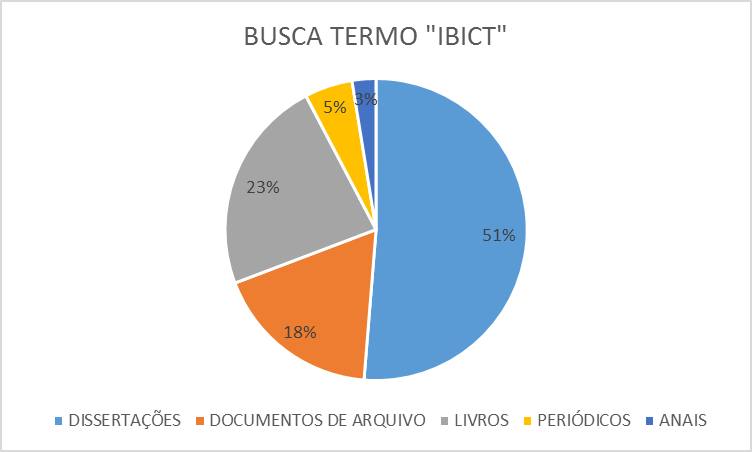 BUSCA TERMO "IBICT"
3%
5%
23%
51%
18%
DISSERTAÇÕES DOCUMENTOS DE ARQUIVO LIVROS PERIÓDICOS ANAIS